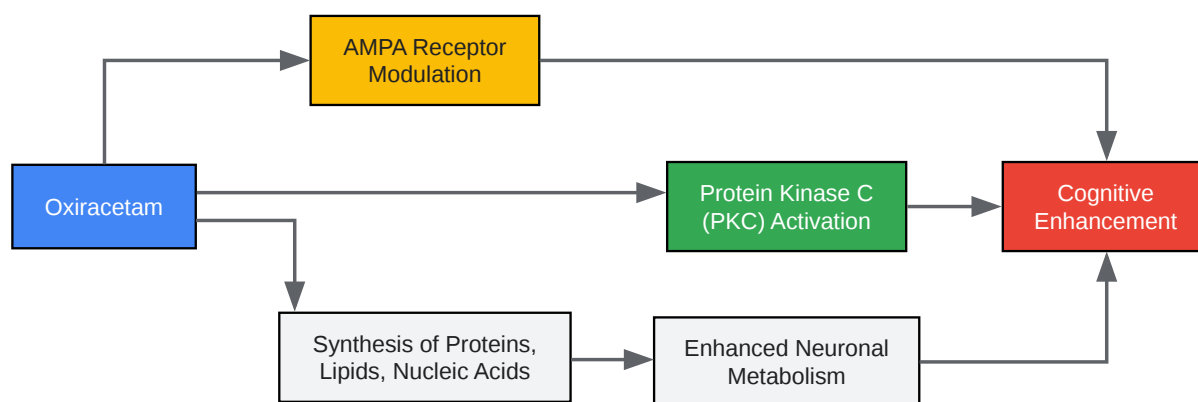 AMPA Receptor
Modulation
Oxiracetam
Protein Kinase C
(PKC) Activation
Cognitive
Enhancement
Synthesis of Proteins,
Lipids, Nucleic Acids
Enhanced Neuronal
Metabolism